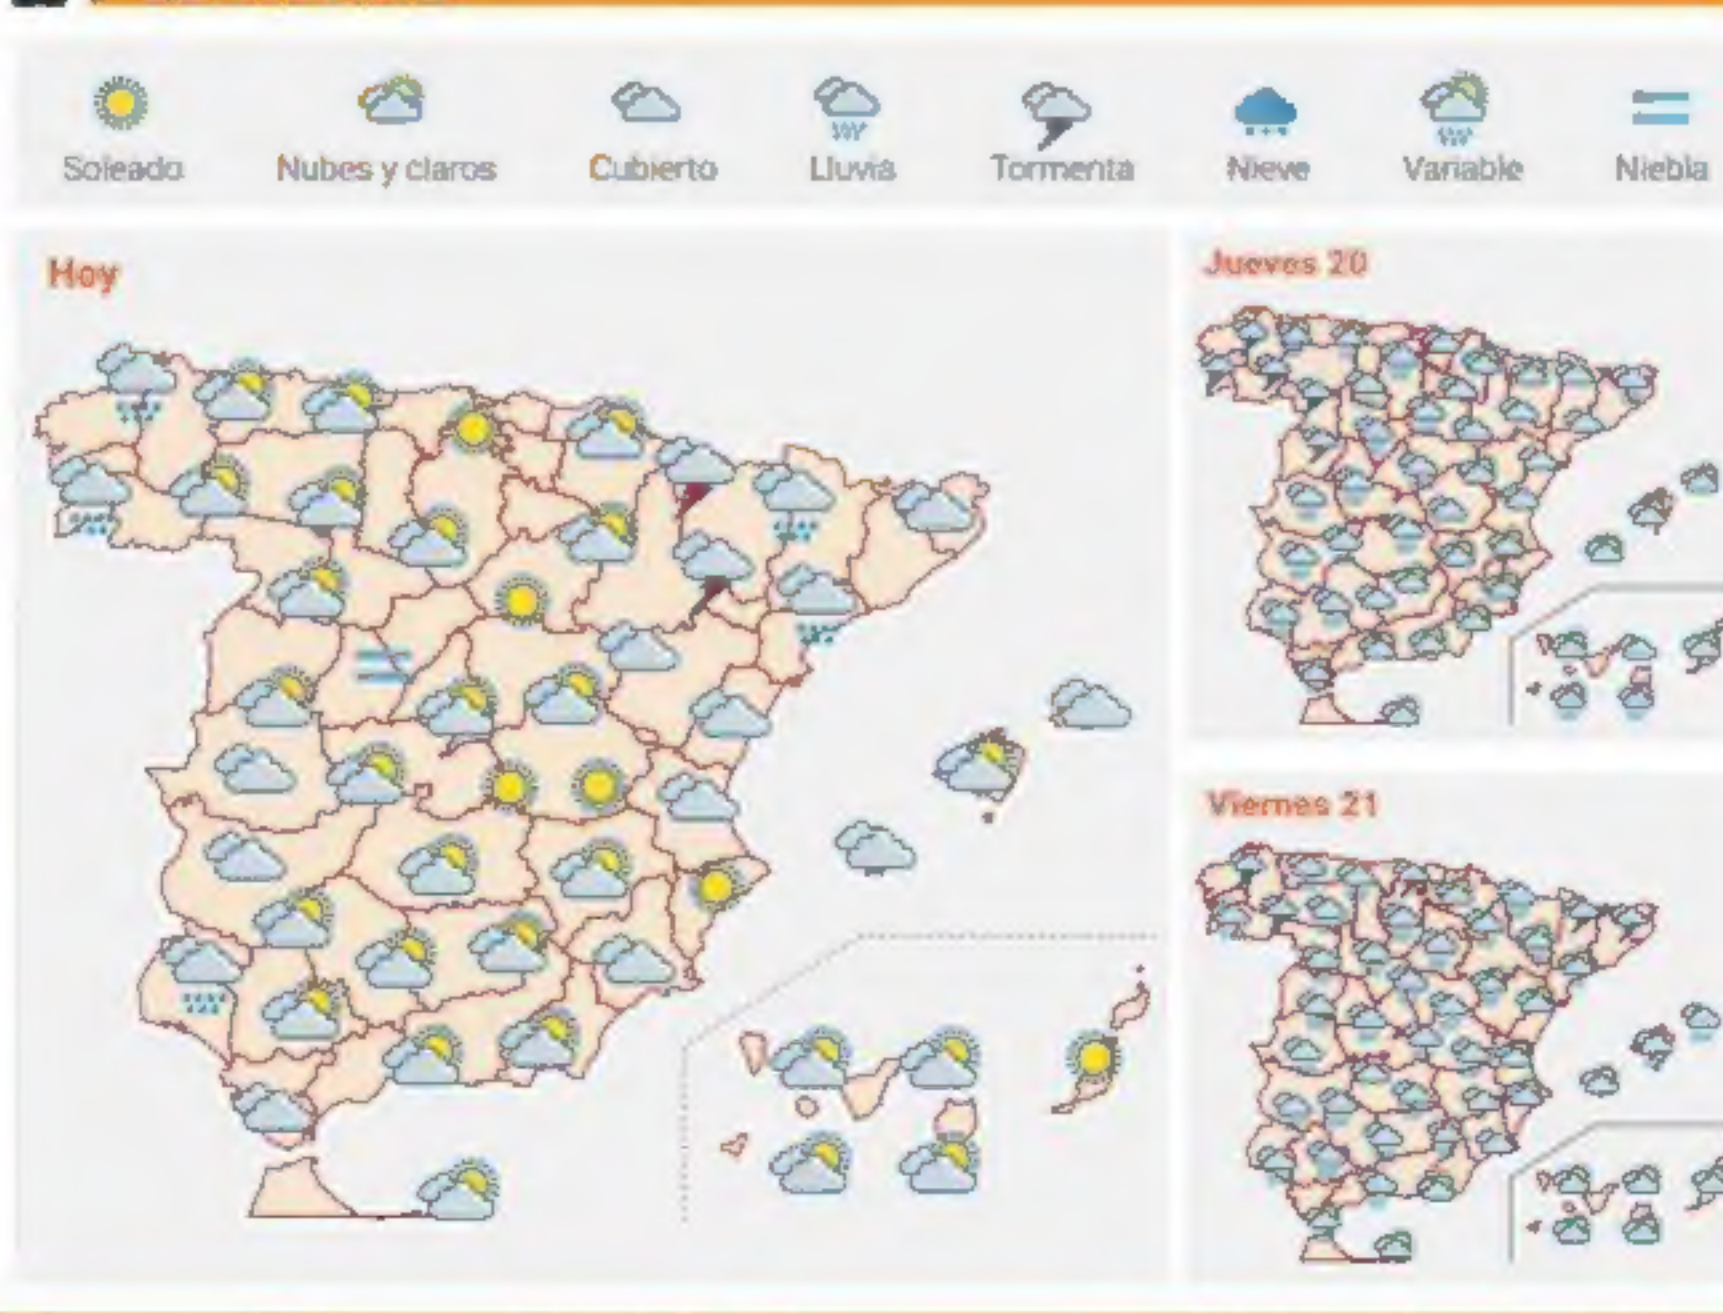 Soleado
Nubes y claros
Cubierto
Lluvia
Tormenta
Nieve
Variable
Niebla
Hoy
Jueves 20
Viernes 21